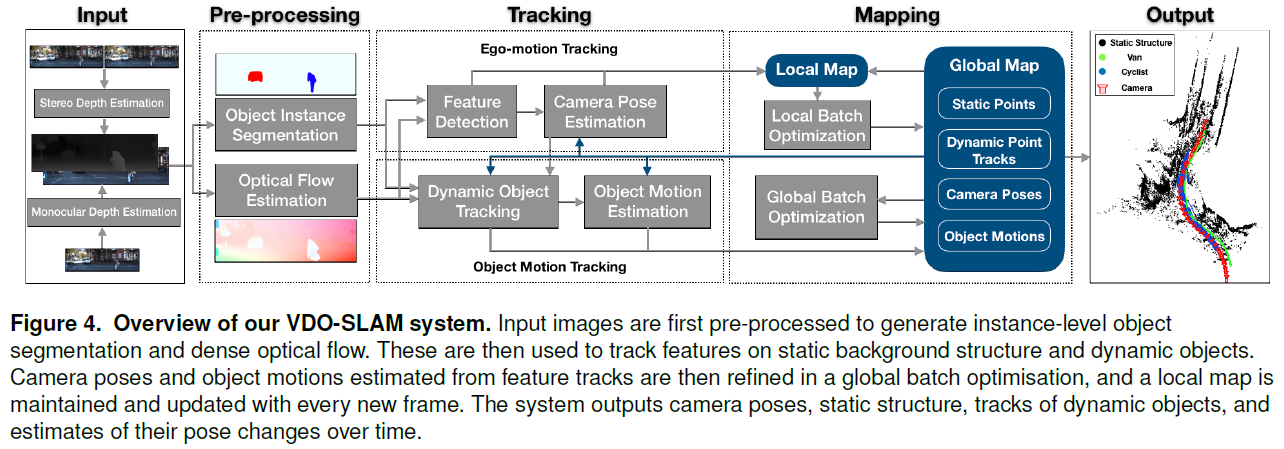 Input
Pre-processing
Tracking
Mapping
Output
Stereo Depth Estimation
Monocular Depth Estimation
Object Instance
Segmentation
Optical Flow
Estimation
Ego-motion Tracking
Feature
Detection
Camera Pose
Estimation
Dynamic Object
Tracking
Object Motion
Estimation
Object Motion Tracking
Local Map
Local Batch
Optimization
Global Batch
Optimization
Global Map
Static Points
Dynamic Point
Tracks
Camera Poses
Object Motions
Static Structure
Van
Cyclist
Camera
Figure 4. Overview of our VDO-SLAM system. Input images are first pre-processed to generate instance-level object
segmentation and dense optical flow. These are then used to track features on static background structure and dynamic objects.
Camera poses and object motions estimated from feature tracks are then refined in a global batch optimisation, and a local map is
maintained and updated with every new frame. The system outputs camera poses, static structure, tracks of dynamic objects, and
estimates of their pose changes over time.